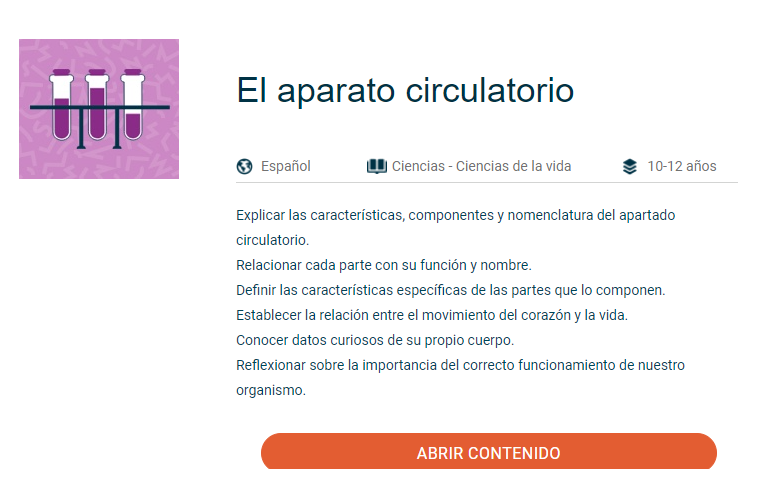 El aparato circulatorio
Español
Ciencias - Ciencias de la vida
10-12 años
Explicar las características, componentes y nomenclatura del apartado
circulatorio.
Relacionar cada parte con su función y nombre.
Definir las características específicas de las partes que lo componen.
Establecer la relación entre el movimiento del corazón y la vida.
Conocer datos curiosos de su propio cuerpo.
Reflexionar sobre la importancia del correcto funcionamiento de nuestro
organismo.
ABRIR CONTENIDO